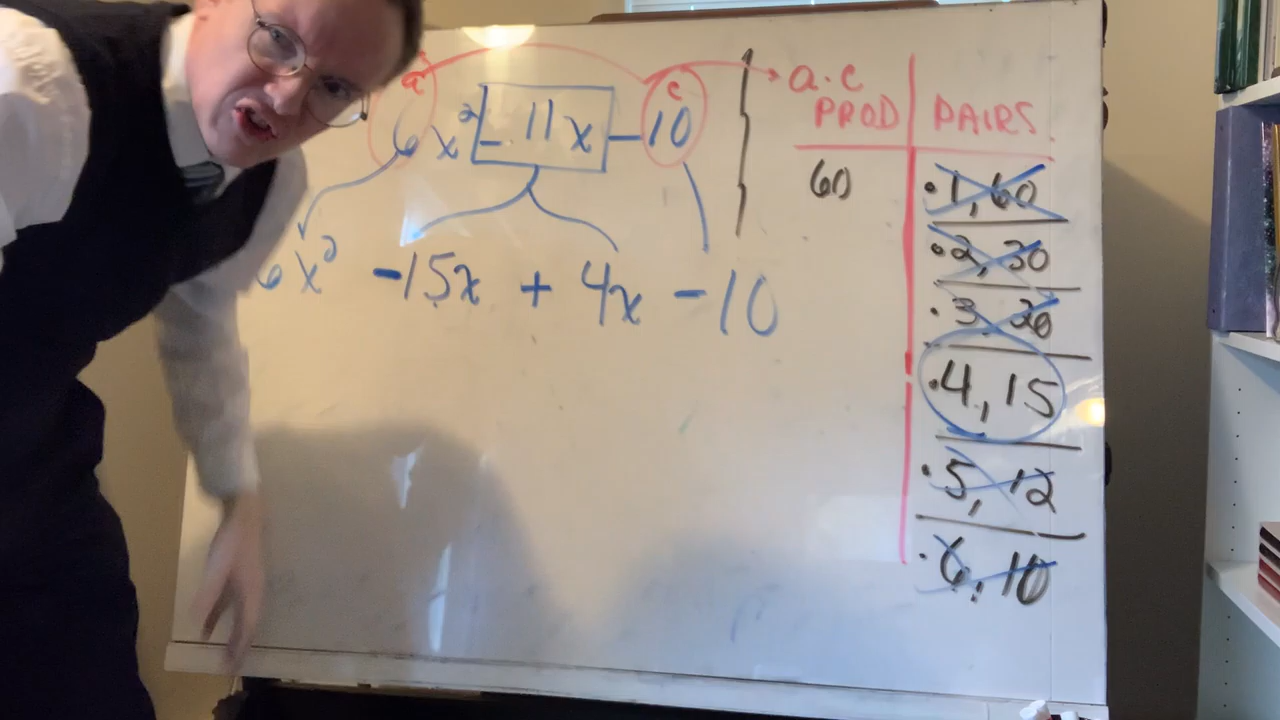 a c
6x² - 11x - 10
6x² - 15x + 4x - 10
a·c
PROD PAIRS
60
·1, 60
·2, 30
·3, 20
·4, 15
·5, 12
·6, 10